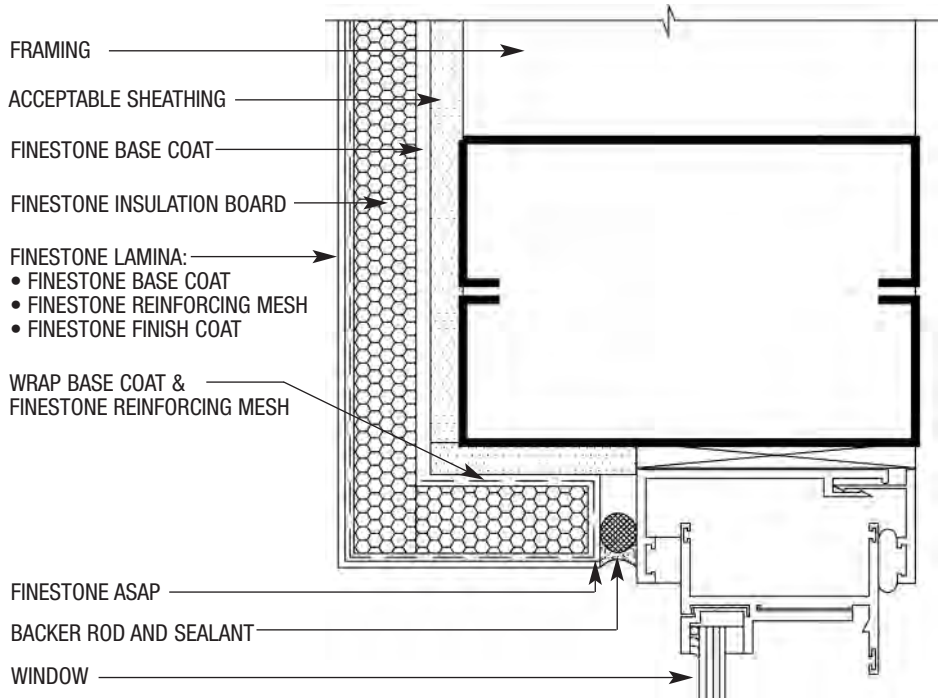 FRAMING
ACCEPTABLE SHEATHING
FINESTONE BASE COAT
FINESTONE INSULATION BOARD
FINESTONE LAMINA:
• FINESTONE BASE COAT
• FINESTONE REINFORCING MESH
• FINESTONE FINISH COAT
WRAP BASE COAT &
FINESTONE REINFORCING MESH
FINESTONE ASAP
BACKER ROD AND SEALANT
WINDOW